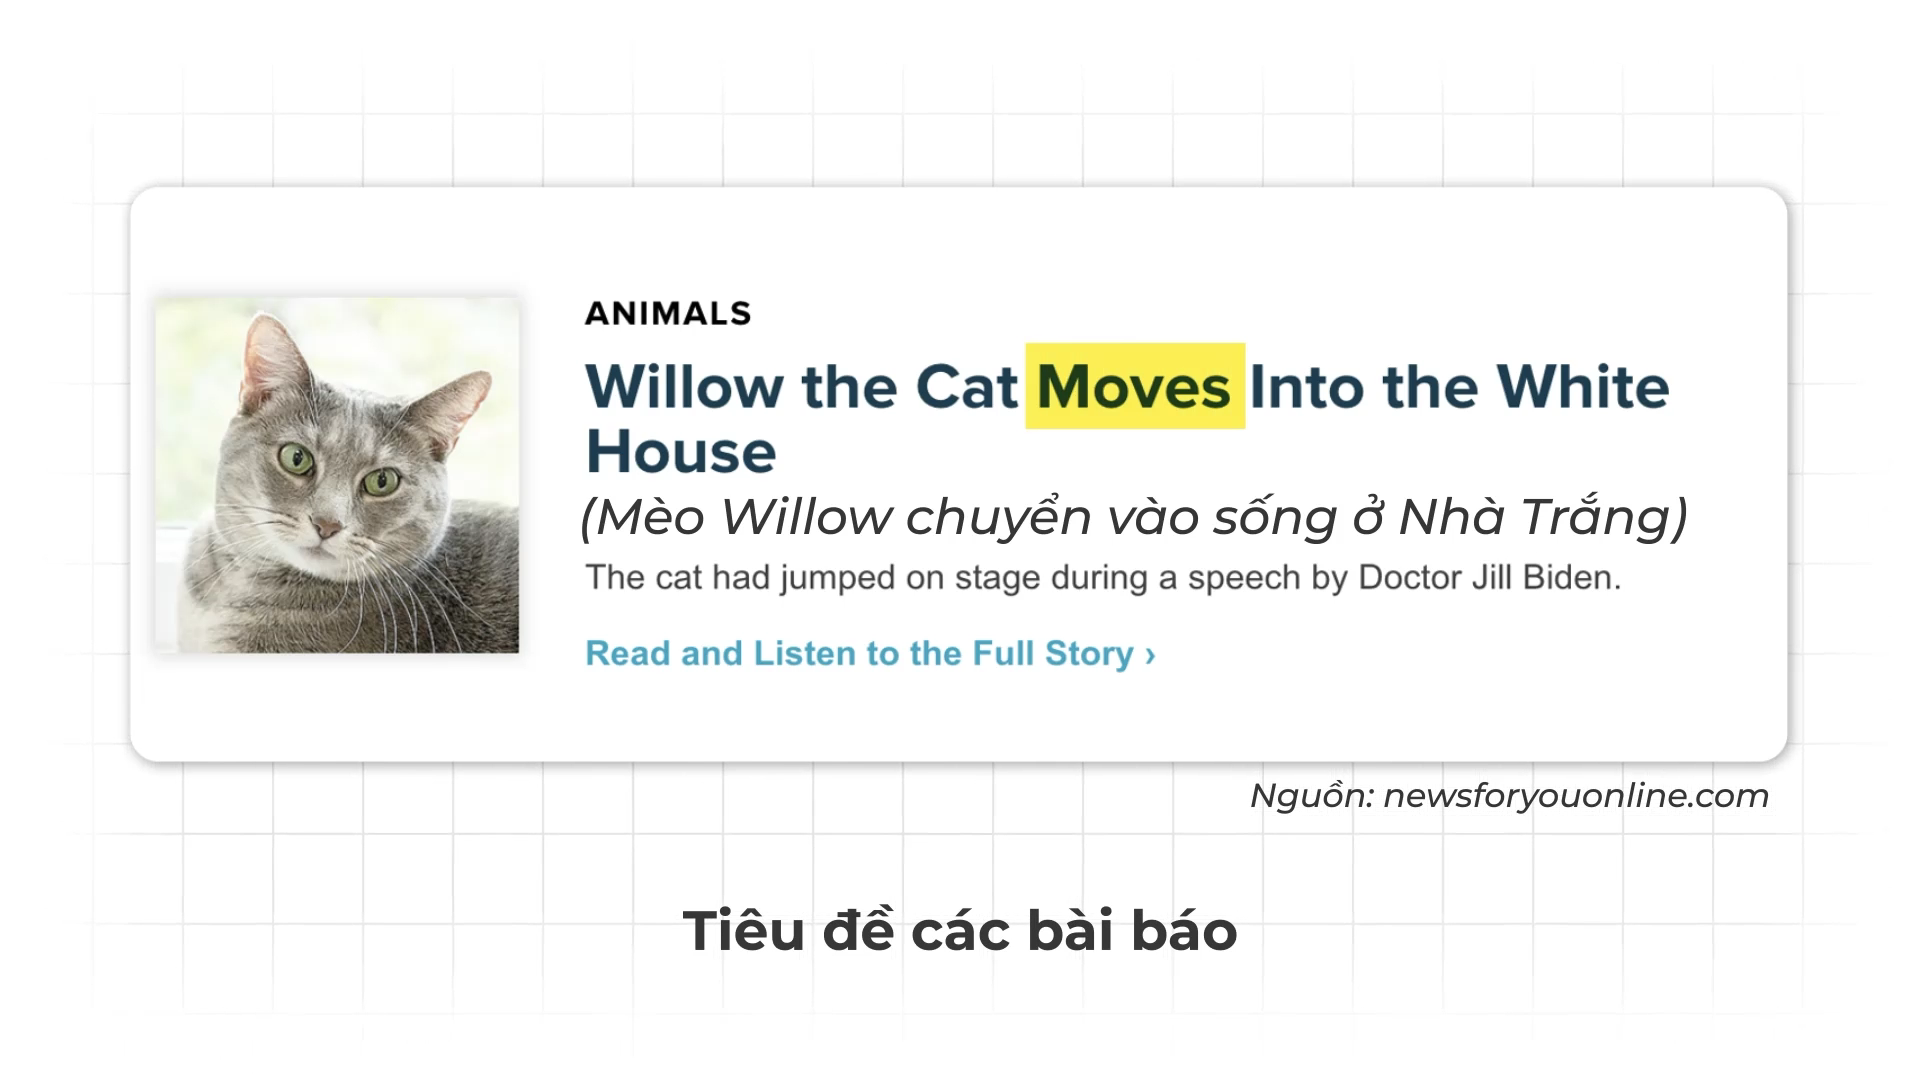 ANIMALS
Willow the Cat Moves Into the White
House
(Mèo Willow chuyển vào sống ở Nhà Trắng)
The cat had jumped on stage during a speech by Doctor Jill Biden.
Read and Listen to the Full Story ›
Nguồn: newsforyouonline.com
Tiêu đề các bài báo